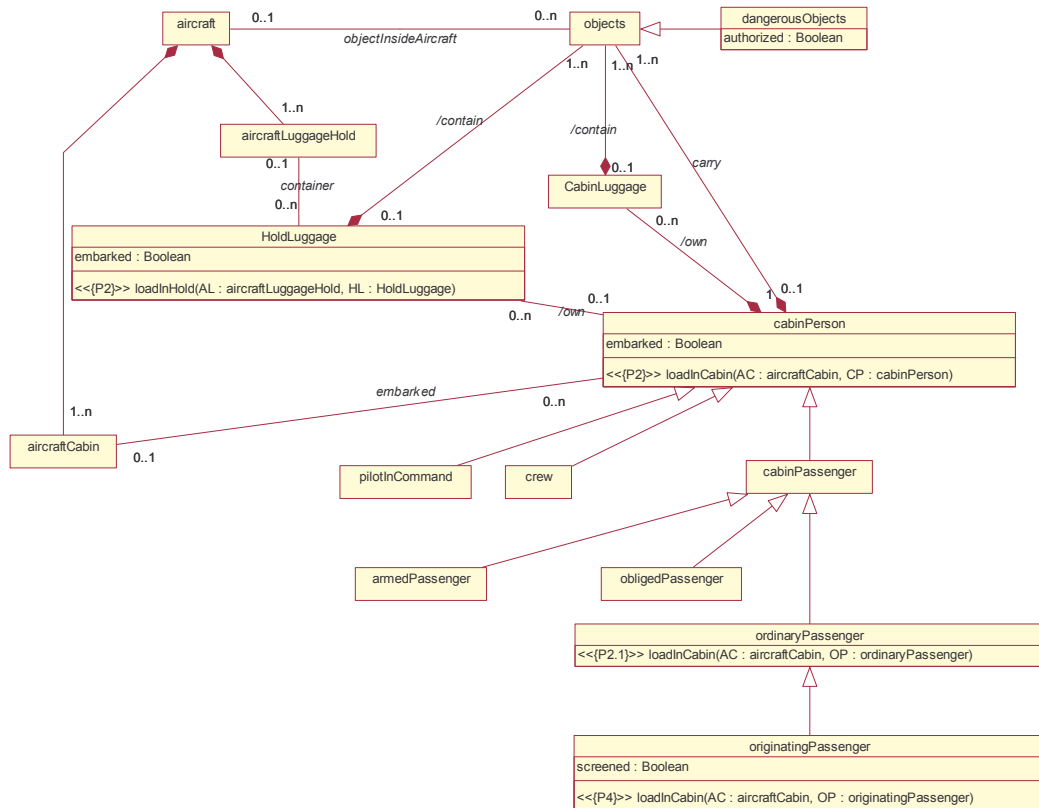 aircraft
0..1
0..n
objects
dangerousObjects
authorized : Boolean
objectInsideAircraft
1..n
1..n
1..n
1..n
aircraftLuggageHold
0..1
/contain
/contain
0..1
carry
container
CabinLuggage
0..n
0..1
0..n
HoldLuggage
embarked : Boolean
<<{P2}>> loadInHold(AL : aircraftLuggageHold, HL : HoldLuggage)
/own
1
0..1
0..1
0..n
/own
cabinPerson
embarked : Boolean
<<{P2}>> loadInCabin(AC : aircraftCabin, CP : cabinPerson)
embarked
0..n
1..n
aircraftCabin
0..1
pilotInCommand
crew
cabinPassenger
armedPassenger
obligedPassenger
ordinaryPassenger
<<{P2.1}>> loadInCabin(AC : aircraftCabin, OP : ordinaryPassenger)
originatingPassenger
screened : Boolean
<<{P4}>> loadInCabin(AC : aircraftCabin, OP : originatingPassenger)